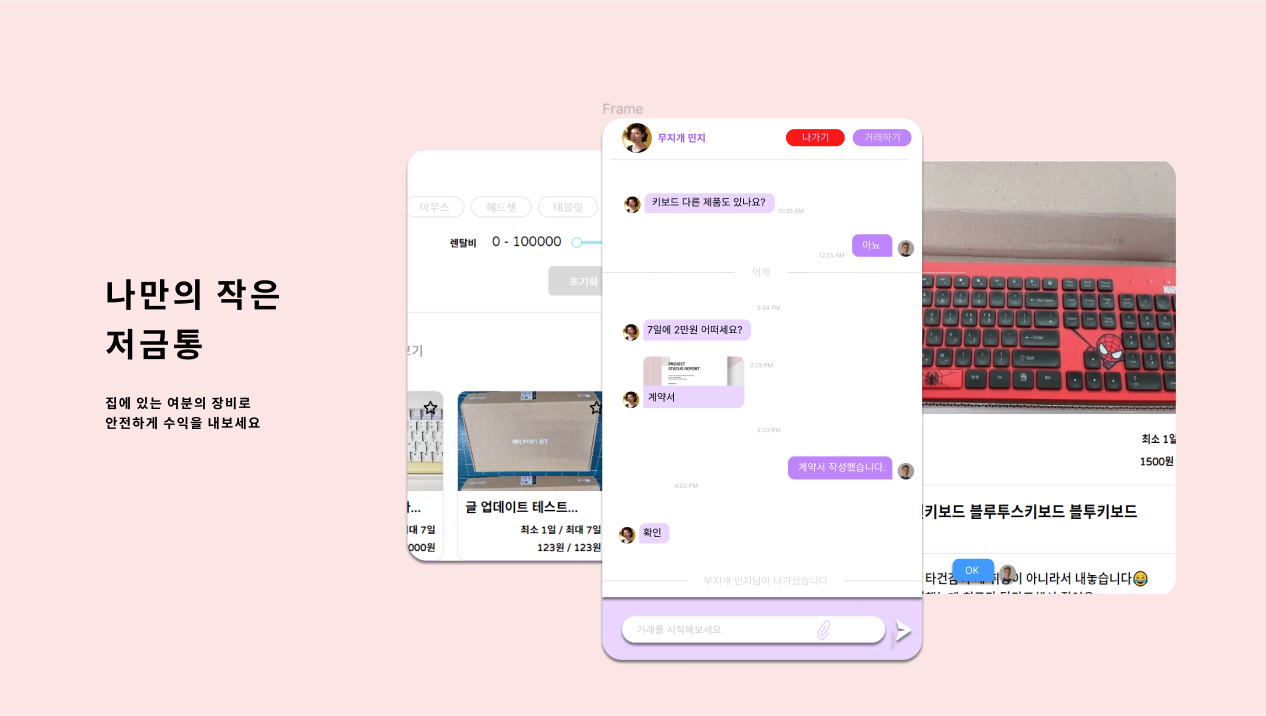 나만의 작은
저금통
집에 있는 여분의 장비로
안전하게 수익을 내보세요
마우스
헤드셋
태블릿
렌탈비 0 - 100000
초기화
보기
최대 7일
000원
글 업데이트 테스트...
최소 1일 / 최대 7일
123원 / 123원
Frame
무지개 민지
나가기
거래하기
키보드 다른 제품도 있나요?
10:35 AM
아뇨
12:15 AM
어제
3:24 PM
7일에 2만원 어떠세요?
PROJECT
STATUS REPORT
3:25 PM
계약서
3:33 PM
계약서 작성했습니다.
4:00 PM
확인
무지개 민지님이 나가셨습니다
거래를 시작해보세요
MAR
최소 1일
1500원
키보드 블루투스키보드 블투키보드
OK
타건감이
아니라서 내놓습니다😂